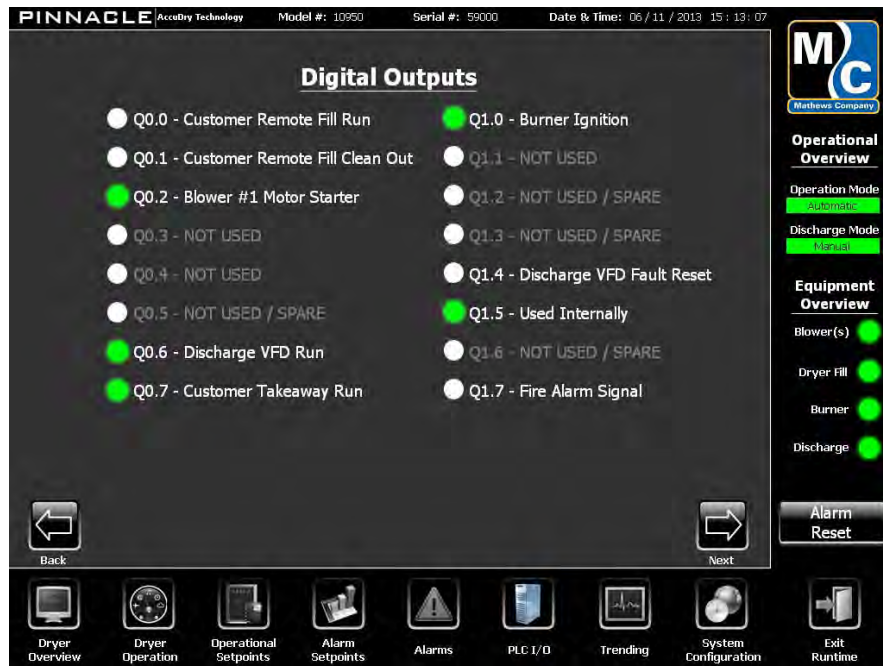 PINNACLE AccuDry Technology Model #: 10950 Serial #: 59000 Date & Time: 06/11/2013 15:13:07
Digital Outputs
Q0.0 - Customer Remote Fill Run
Q0.1 - Customer Remote Fill Clean Out
Q0.2 - Blower #1 Motor Starter
Q0.3 - NOT USED
Q0.4 - NOT USED
Q0.5 - NOT USED / SPARE
Q0.6 - Discharge VFD Run
Q0.7 - Customer Takeaway Run
Q1.0 - Burner Ignition
Q1.1 - NOT USED
Q1.2 - NOT USED / SPARE
Q1.3 - NOT USED / SPARE
Q1.4 - Discharge VFD Fault Reset
Q1.5 - Used Internally
Q1.6 - NOT USED / SPARE
Q1.7 - Fire Alarm Signal
Back
Next
M C
Mathews Company
Operational
Overview
Operation Mode
Automatic
Discharge Mode
Manual
Equipment
Overview
Blower(s)
Dryer Fill
Burner
Discharge
Alarm
Reset
Dryer
Overview
Dryer
Operation
Operational
Setpoints
Alarm
Setpoints
Alarms
PLC I/O
Trending
System
Configuration
Exit
Runtime